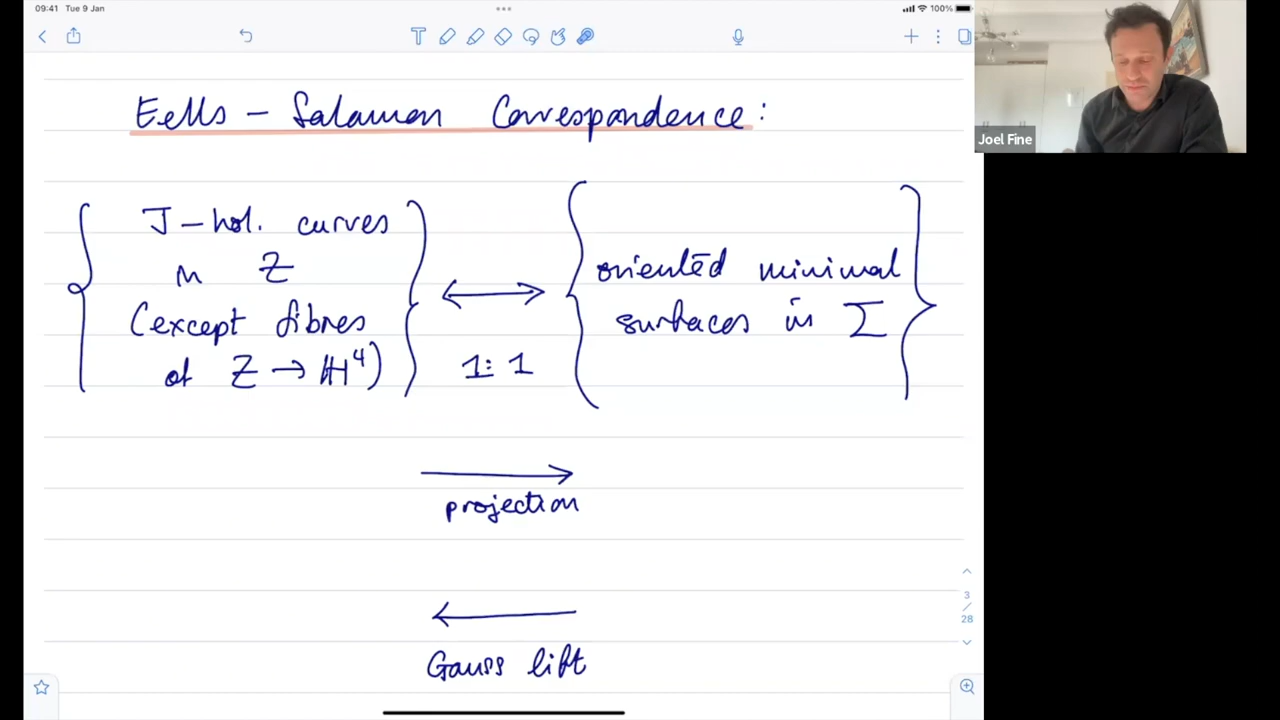 09:41 Tue 9 Jan
100%
Joel Fine
Eells - Salamon Correspondence:
J-hol. curves
in Z
(except fibres
of Z → ℍ⁴)
1:1
oriented minimal
surfaces in Σ
projection
3
/
28
Gauss lift